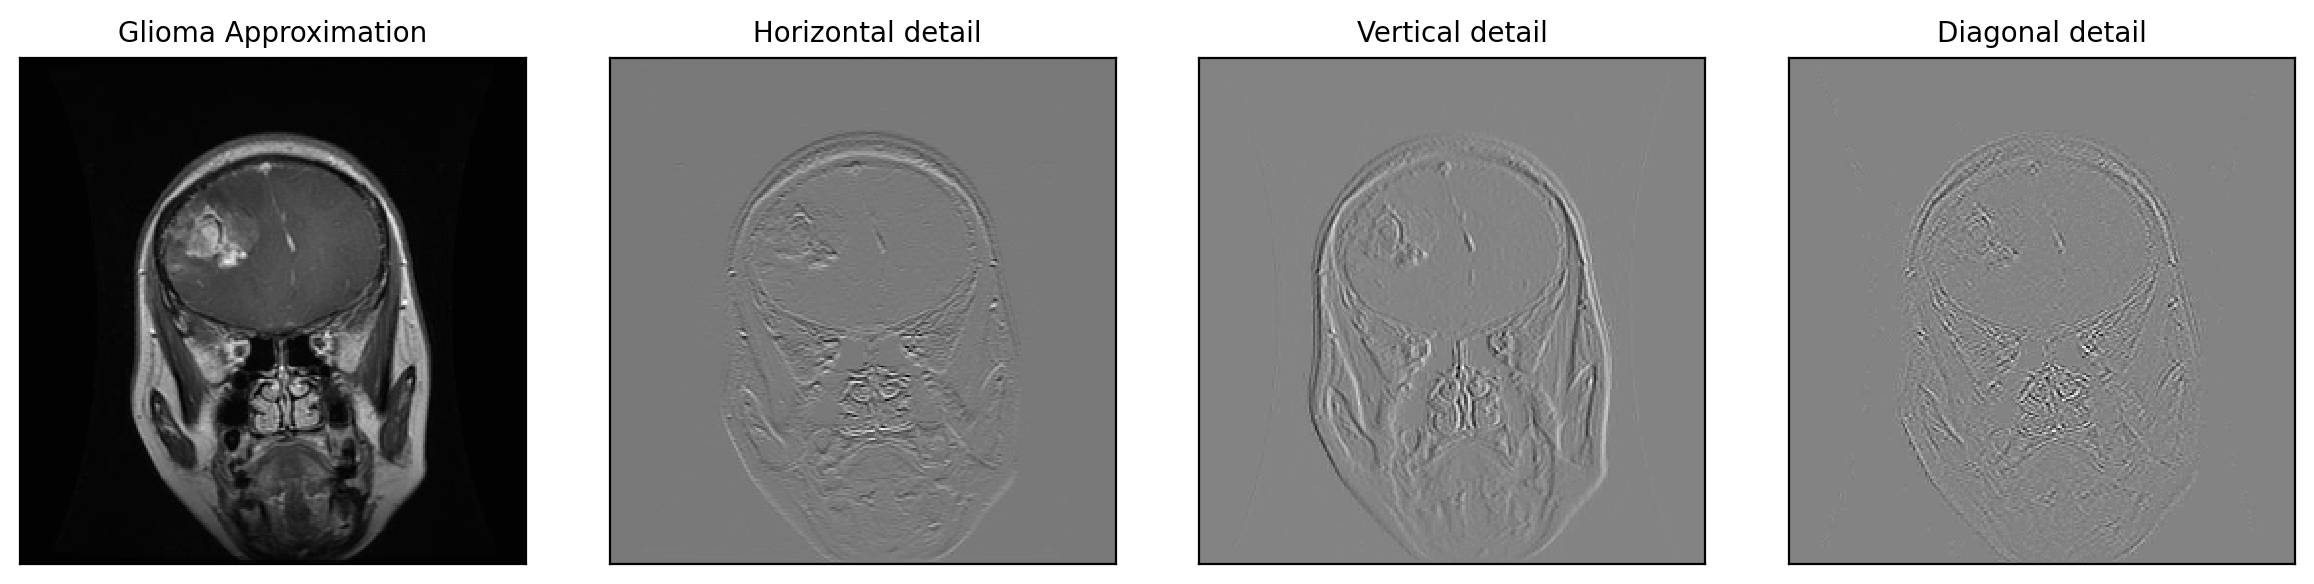 Glioma Approximation
Horizontal detail
Vertical detail
Diagonal detail